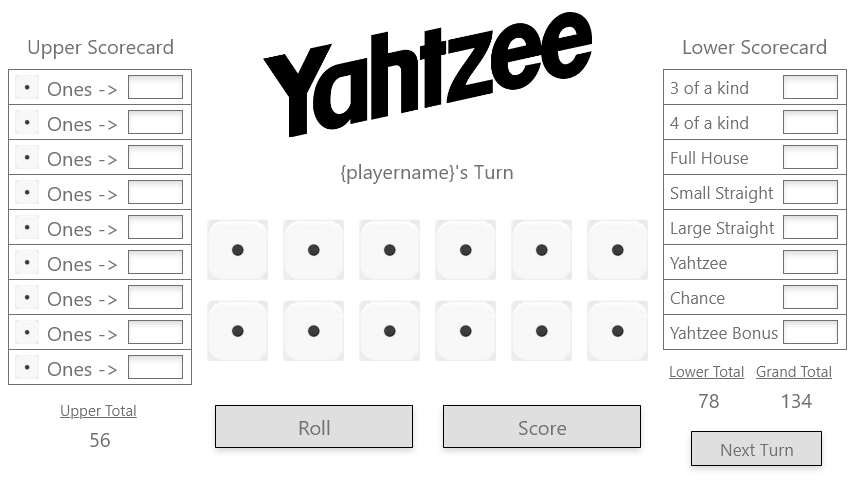 Yahtzee
Upper Scorecard
Ones ->
Ones ->
Ones ->
Ones ->
Ones ->
Ones ->
Ones ->
Ones ->
Ones ->
Upper Total
56
{playername}'s Turn
Roll
Score
Lower Scorecard
3 of a kind
4 of a kind
Full House
Small Straight
Large Straight
Yahtzee
Chance
Yahtzee Bonus
Lower Total Grand Total
78 134
Next Turn